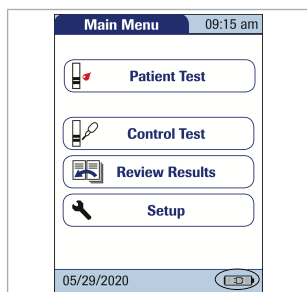 Main Menu
09:15 am
Patient Test
Control Test
Review Results
Setup
05/29/2020